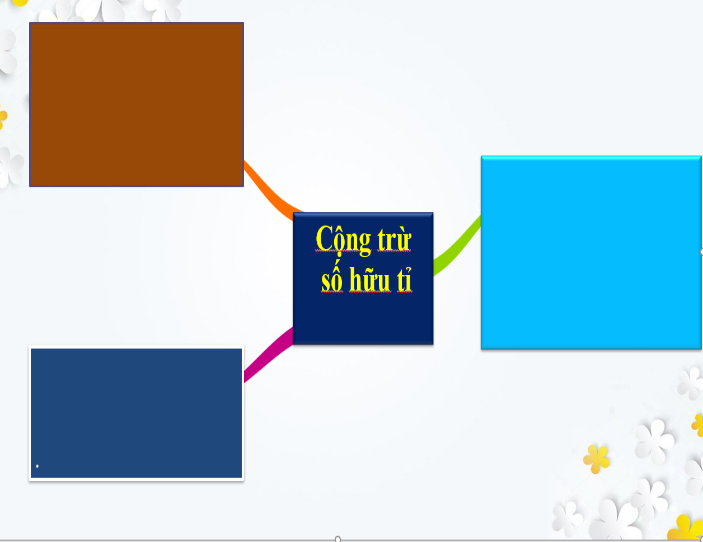 Cộng trừ
số hữu tỉ